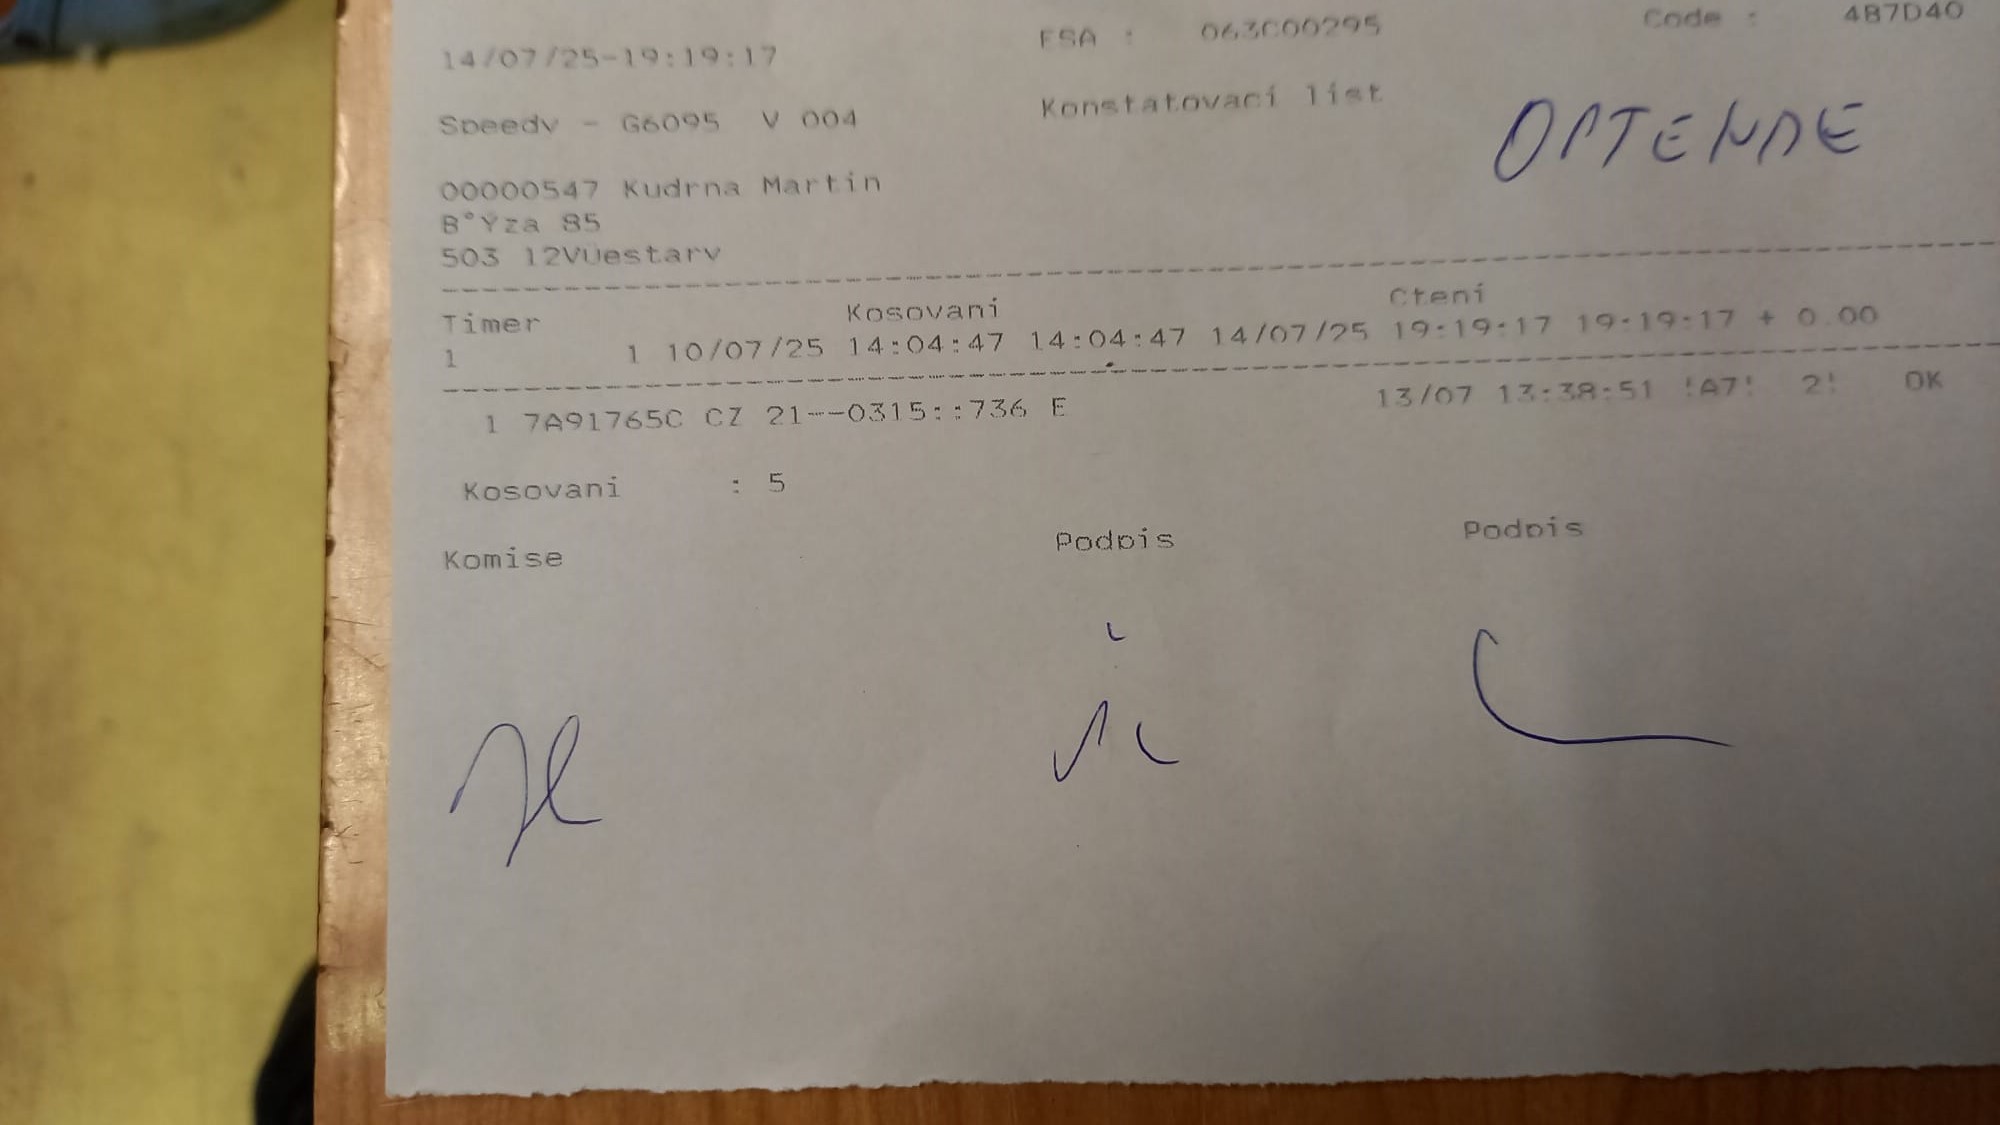 14/07/25-19:19:17 FSA : 063C00295 Code : 4B7D40
Speedy - G6095 V 004 Konstatovací líst
OPTENDE
00000547 Kudrna Martin
B°Yza 85
503 12VUestary
Timer Kosovani Cteni
1 1 10/07/25 14:04:47 14:04:47 14/07/25 19:19:17 19:19:17 + 0.00
1 7A91765C CZ 21--0315::736 E 13/07 13:38:51 !A7! 2! OK
Kosovani : 5
Komise Podpis Podpis